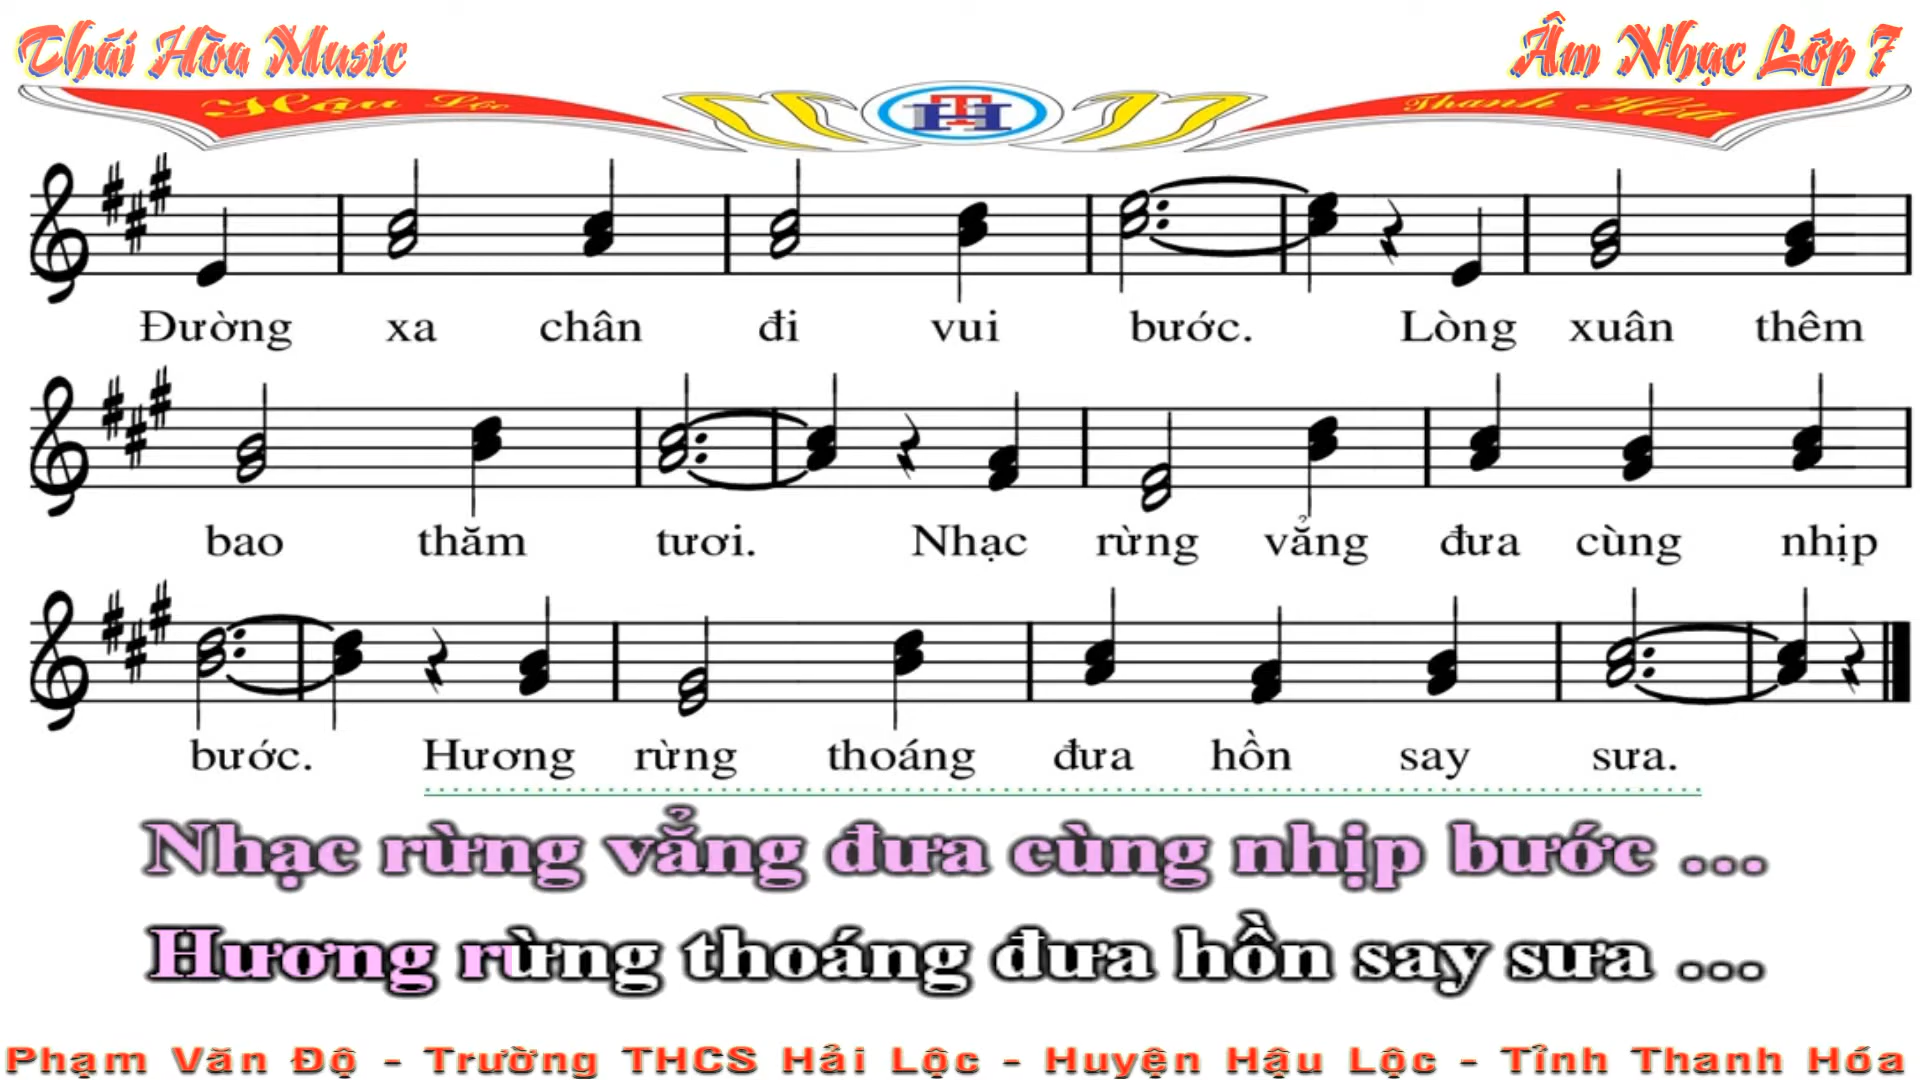 Thái Hòa Music
Âm Nhạc Lớp 7
Hậu Lộc
TH
Thanh Hóa
Đường xa chân đi vui bước. Lòng xuân thêm
bao thăm tươi. Nhạc rừng vẳng đưa cùng nhịp
bước. Hương rừng thoáng đưa hồn say sưa.
Nhạc rừng vẳng đưa cùng nhịp bước ...
Hương rừng thoáng đưa hồn say sưa ...
Phạm Văn Độ - Trường THCS Hải Lộc - Huyện Hậu Lộc - Tỉnh Thanh Hóa